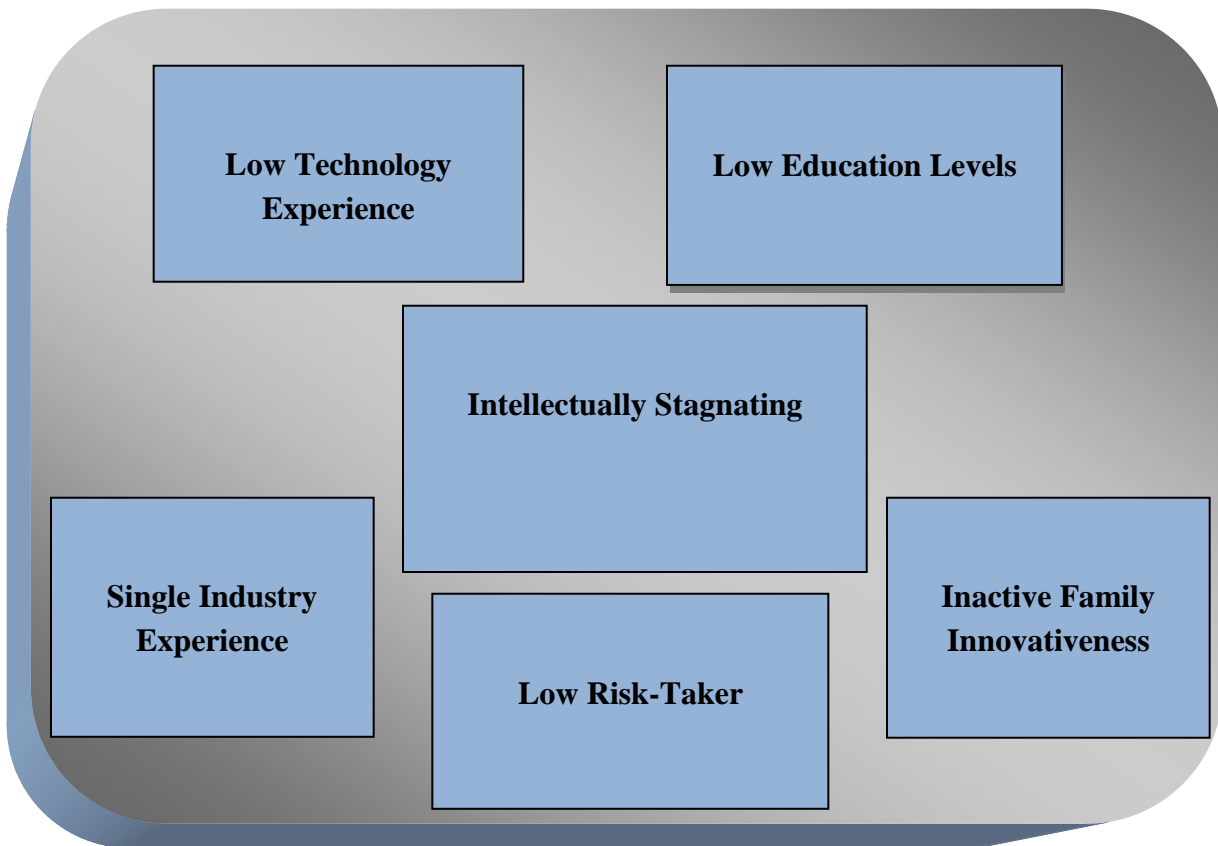 Low Technology
Experience
Low Education Levels
Intellectually Stagnating
Single Industry
Experience
Low Risk-Taker
Inactive Family
Innovativeness